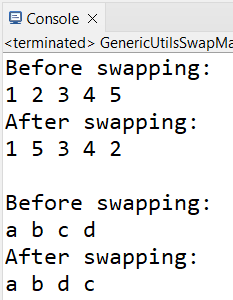 Console
<terminated> GenericUtilsSwapMa
Before swapping:
1 2 3 4 5
After swapping:
1 5 3 4 2
Before swapping:
a b c d
After swapping:
a b d c